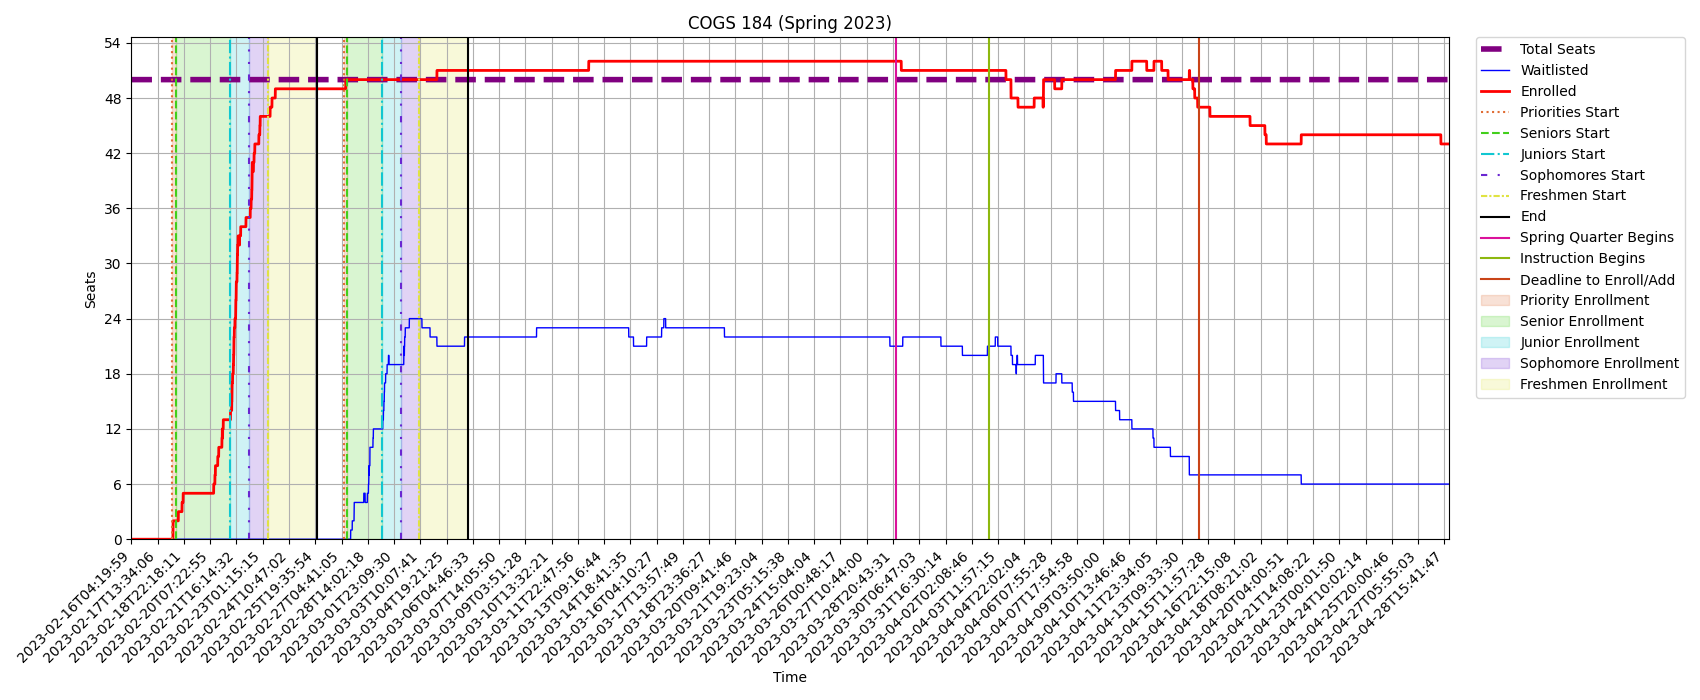 COGS 184 (Spring 2023)
54
48
42
36
30
24
18
12
6
0
Seats
2023-02-16T04:19:59
2023-02-17T13:34:06
2023-02-18T22:18:11
2023-02-20T07:22:55
2023-02-21T16:14:32
2023-02-23T01:15:15
2023-02-24T10:47:02
2023-02-25T19:35:54
2023-02-27T04:41:05
2023-02-28T14:02:18
2023-03-01T23:09:30
2023-03-03T10:07:41
2023-03-04T19:21:25
2023-03-06T04:46:33
2023-03-07T14:05:50
2023-03-09T03:51:28
2023-03-10T13:32:21
2023-03-11T22:47:56
2023-03-13T09:16:44
2023-03-14T18:41:35
2023-03-16T04:10:27
2023-03-17T13:57:49
2023-03-18T23:36:27
2023-03-20T09:41:46
2023-03-21T19:23:04
2023-03-23T05:15:38
2023-03-24T15:04:04
2023-03-26T00:48:17
2023-03-27T10:44:00
2023-03-28T20:43:31
2023-03-30T06:47:03
2023-03-31T16:30:14
2023-04-02T02:08:46
2023-04-03T11:57:15
2023-04-04T22:02:04
2023-04-06T07:55:28
2023-04-07T17:54:58
2023-04-09T03:50:00
2023-04-10T13:46:46
2023-04-11T23:34:05
2023-04-13T09:33:30
2023-04-15T11:57:28
2023-04-16T22:15:08
2023-04-18T08:21:02
2023-04-20T04:00:51
2023-04-21T14:08:22
2023-04-23T00:01:50
2023-04-24T10:02:14
2023-04-25T20:00:46
2023-04-27T05:55:03
2023-04-28T15:41:47
Time
Total Seats
Waitlisted
Enrolled
Priorities Start
Seniors Start
Juniors Start
Sophomores Start
Freshmen Start
End
Spring Quarter Begins
Instruction Begins
Deadline to Enroll/Add
Priority Enrollment
Senior Enrollment
Junior Enrollment
Sophomore Enrollment
Freshmen Enrollment